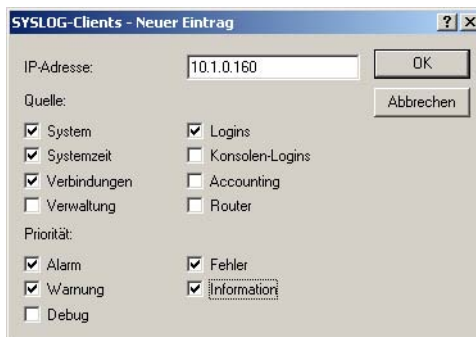 SYSLOG-Clients - Neuer Eintrag
IP-Adresse: 10.1.0.160 OK
Quelle: Abbrechen
System Logins
Systemzeit Konsolen-Logins
Verbindungen Accounting
Verwaltung Router
Priorität:
Alarm Fehler
Warnung Information
Debug